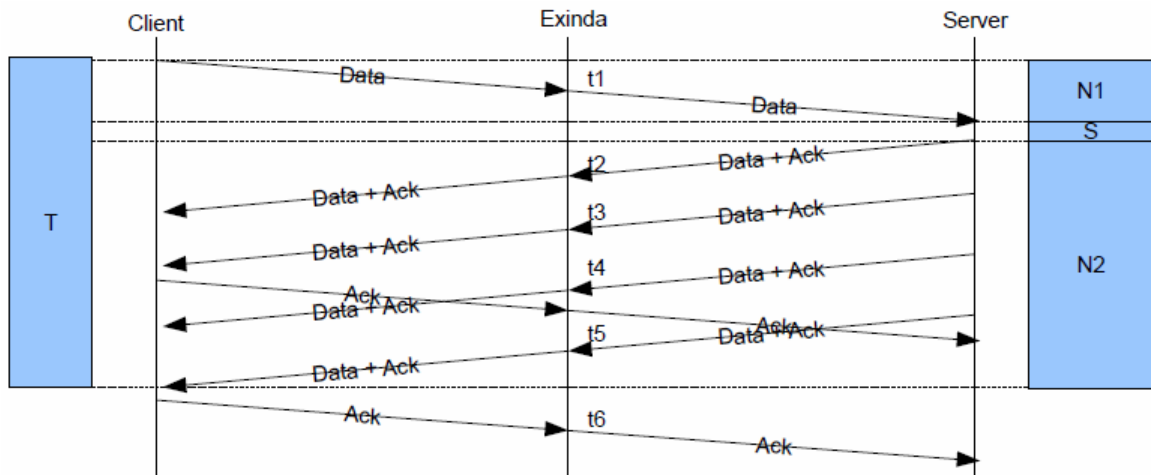 Client Exinda Server
Data t1 N1
Data
S
t2 Data + Ack
Data + Ack
T t3 Data + Ack
Data + Ack t4 Data + Ack N2
Ack
Data + Ack
Ack
t5 Data + Ack
Data + Ack
Ack t6
Ack